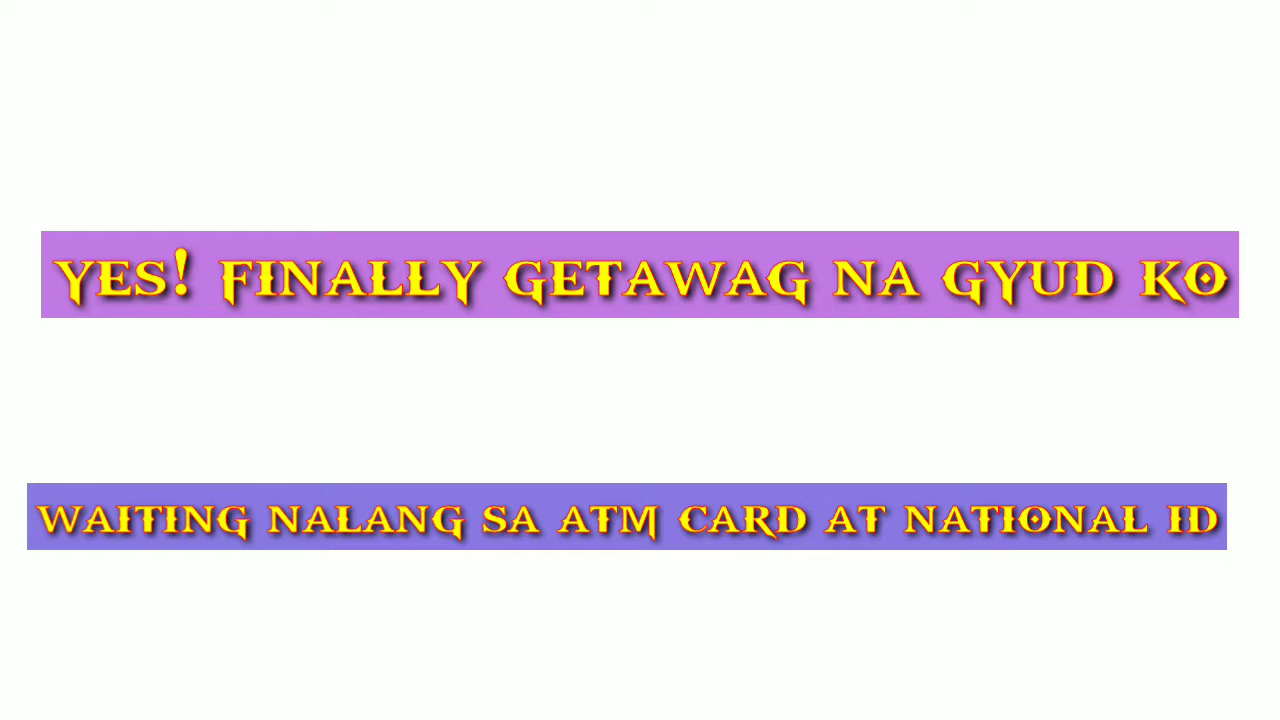 YES! FINALLY GETAWAG NA GYUD KO
WAITING NALANG SA ATM CARD AT NATIONAL ID